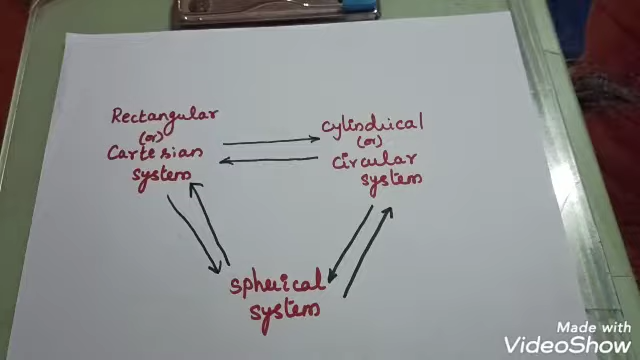 Rectangular
(or)
Cartesian
system
Cylindrical
(or)
Circular
system
Spherical
system
Made with
VideoShow